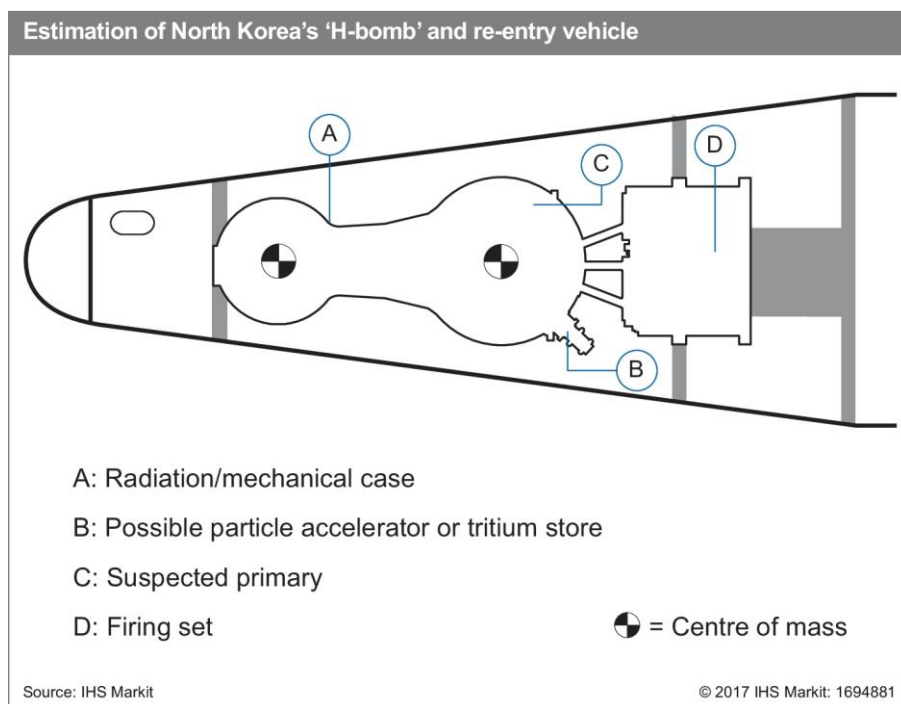 Estimation of North Korea's 'H-bomb' and re-entry vehicle
A
C
D
B
A: Radiation/mechanical case
B: Possible particle accelerator or tritium store
C: Suspected primary
D: Firing set
= Centre of mass
Source: IHS Markit
© 2017 IHS Markit: 1694881